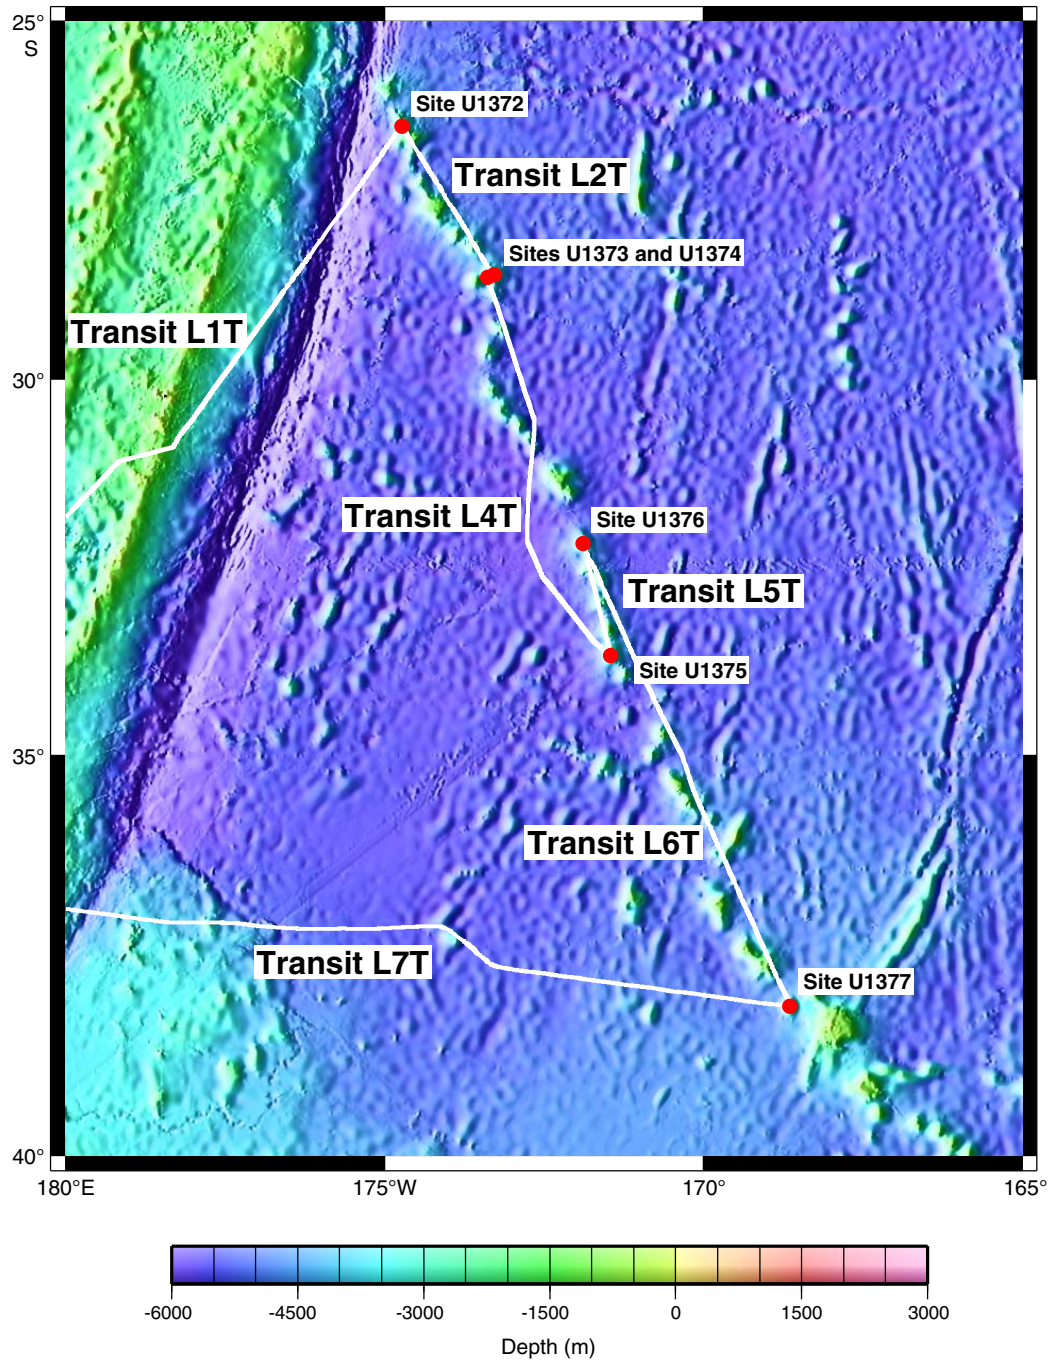 25°
S
Site U1372
Transit L2T
Sites U1373 and U1374
Transit L1T
30°
Transit L4T
Site U1376
Transit L5T
Site U1375
35°
Transit L6T
Transit L7T
Site U1377
40°
180°E
175°W
170°
165°
-6000
-4500
-3000
-1500
0
1500
3000
Depth (m)